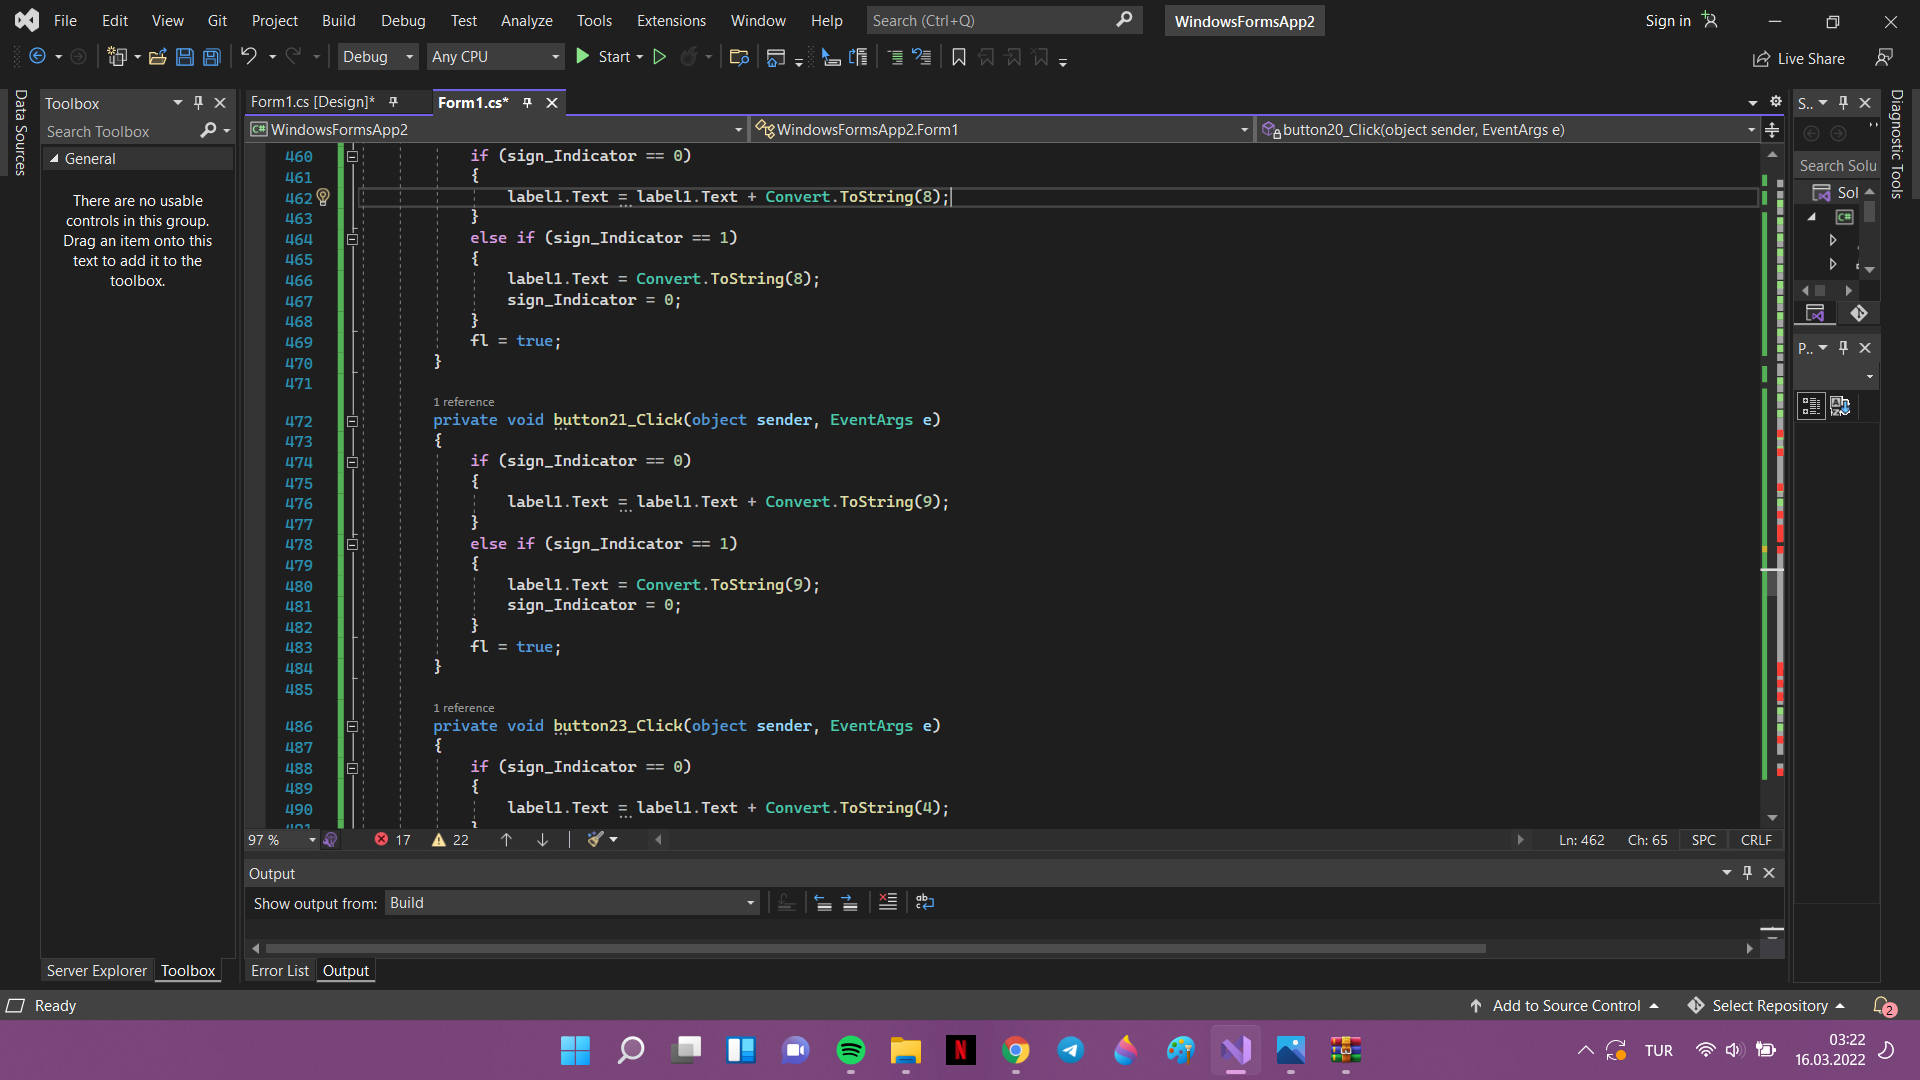 File Edit View Git Project Build Debug Test Analyze Tools Extensions Window Help Search (Ctrl+Q) WindowsFormsApp2 Sign in
Debug Any CPU Start Live Share
Data Sources
Toolbox
Search Toolbox
General
There are no usable
controls in this group.
Drag an item onto this
text to add it to the
toolbox.
Server Explorer Toolbox
Form1.cs [Design]* Form1.cs*
WindowsFormsApp2 WindowsFormsApp2.Form1 button20_Click(object sender, EventArgs e)
460 if (sign_Indicator == 0)
461 {
462 label1.Text = label1.Text + Convert.ToString(8);
463 }
464 else if (sign_Indicator == 1)
465 {
466 label1.Text = Convert.ToString(8);
467 sign_Indicator = 0;
468 }
469 fl = true;
470 }
471
1 reference
472 private void button21_Click(object sender, EventArgs e)
473 {
474 if (sign_Indicator == 0)
475 {
476 label1.Text = label1.Text + Convert.ToString(9);
477 }
478 else if (sign_Indicator == 1)
479 {
480 label1.Text = Convert.ToString(9);
481 sign_Indicator = 0;
482 }
483 fl = true;
484 }
485
1 reference
486 private void button23_Click(object sender, EventArgs e)
487 {
488 if (sign_Indicator == 0)
489 {
490 label1.Text = label1.Text + Convert.ToString(4);
97 % 17 22 Ln: 462 Ch: 65 SPC CRLF
Output
Show output from: Build
Error List Output
S..
Search Solu
Sol
C#
P..
Diagnostic Tools
Ready Add to Source Control Select Repository 2
TUR 03:22
16.03.2022